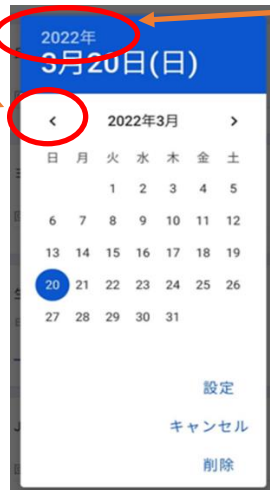 2022年
3月20日(日)
< 2022年3月 >
日 月 火 水 木 金 土
1 2 3 4 5
6 7 8 9 10 11 12
13 14 15 16 17 18 19
20 21 22 23 24 25 26
27 28 29 30 31
設定
キャンセル
削除